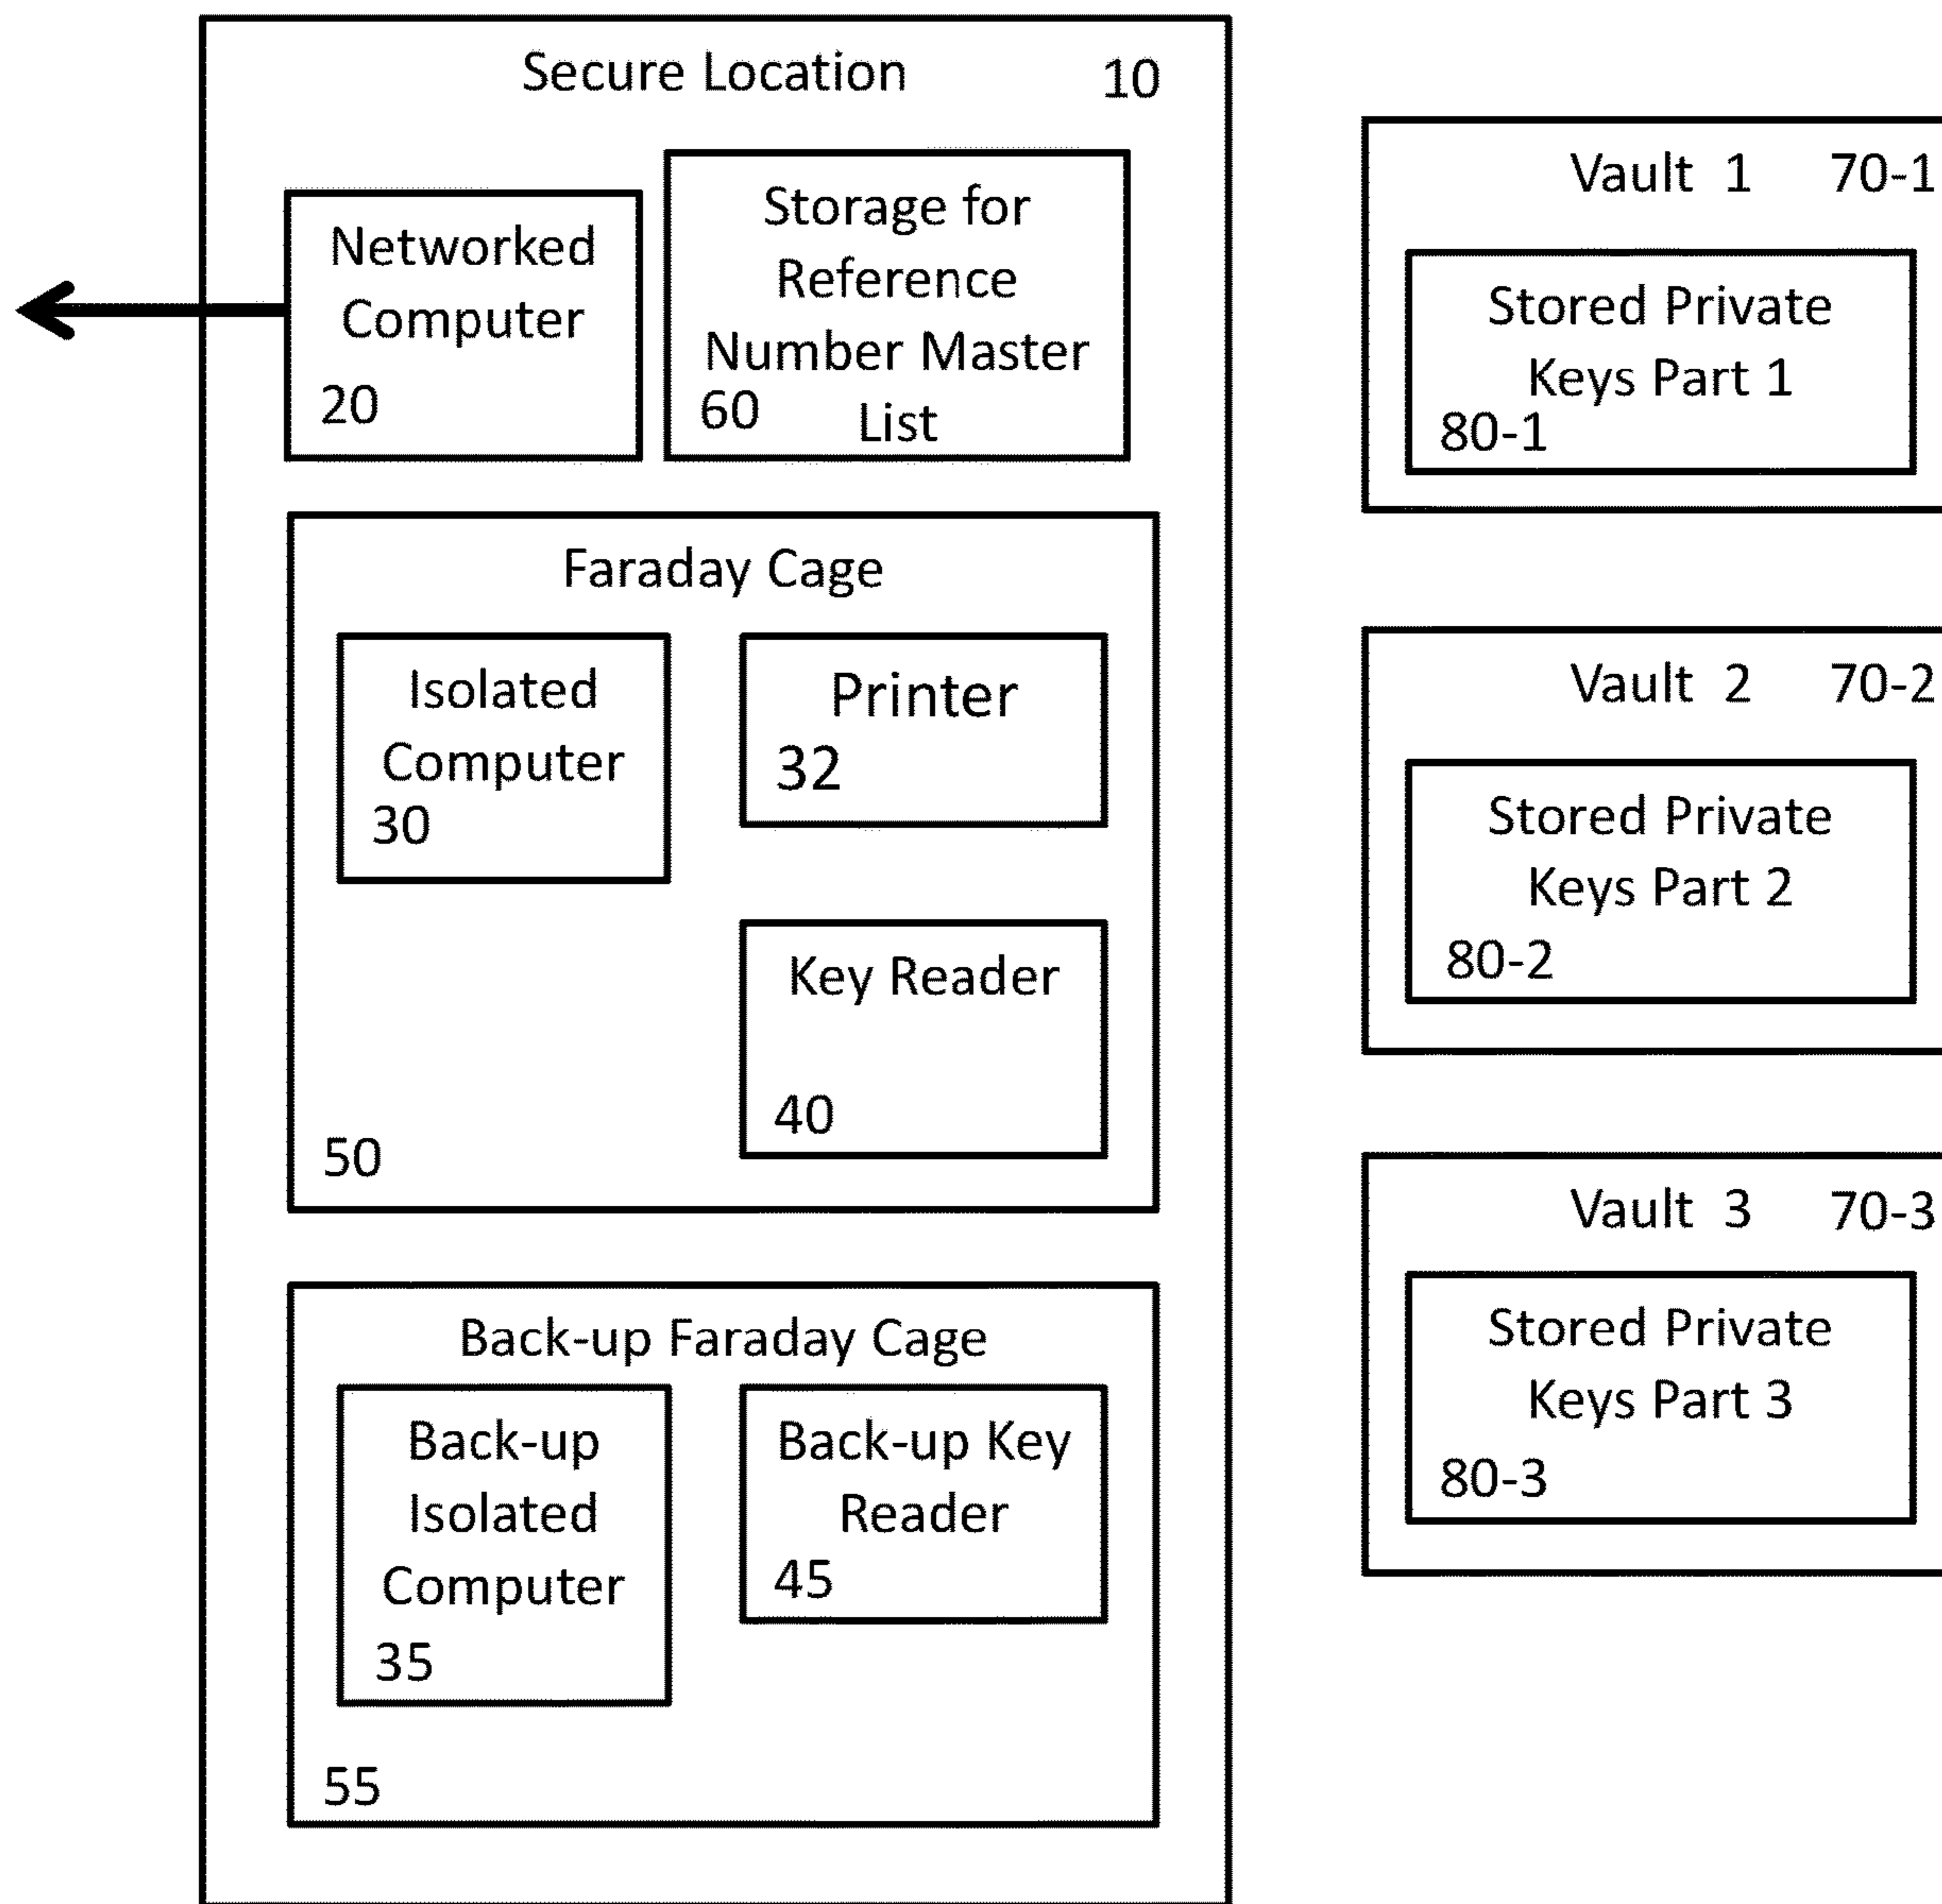 Secure Location 10
Networked
Computer
20
Storage for
Reference
Number Master
60 List
Faraday Cage
Isolated
Computer
30
Printer
32
Key Reader
40
50
Back-up Faraday Cage
Back-up
Isolated
Computer
35
Back-up Key
Reader
45
55
Vault 1 70-1
Stored Private
Keys Part 1
80-1
Vault 2 70-2
Stored Private
Keys Part 2
80-2
Vault 3 70-3
Stored Private
Keys Part 3
80-3